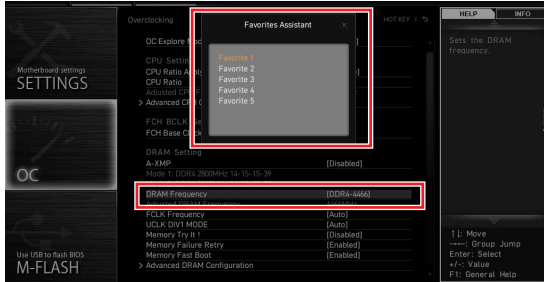 Overclocking
HOT KEY
HELP
INFO
Favorites Assistant
×
Favorite 1
Favorite 2
Favorite 3
Favorite 4
Favorite 5
Motherboard settings
SETTINGS
OC
Use USB to flash BIOS
M-FLASH
OC Explore
CPU
CPU Ratio
CPU Ratio
> Advanced
FCH BCLK
FCH Base
DRAM Setting
A-XMP [Disabled]
Mode 1: DDR4 2800MHz 14-15-15-39
DRAM Frequency [DDR4-4466]
Adjusted DRAM Frequency
FCLK Frequency [Auto]
UCLK DIV1 MODE [Auto]
Memory Try It ! [Disabled]
Memory Failure Retry [Enabled]
Memory Fast Boot [Enabled]
> Advanced DRAM Configuration
Sets the DRAM
frequency.
↑↓: Move
→←: Group Jump
Enter: Select
+/-: Value
F1: General Help